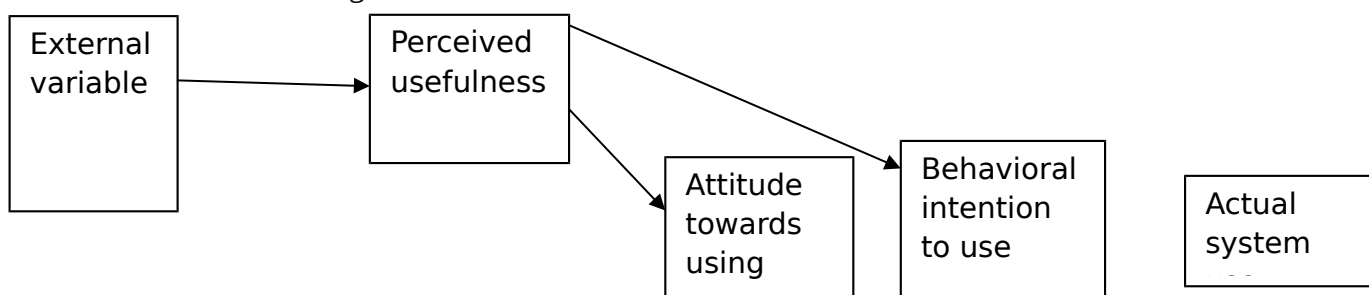 External
variable
Perceived
usefulness
Attitude
towards
using
Behavioral
intention
to use
Actual
system